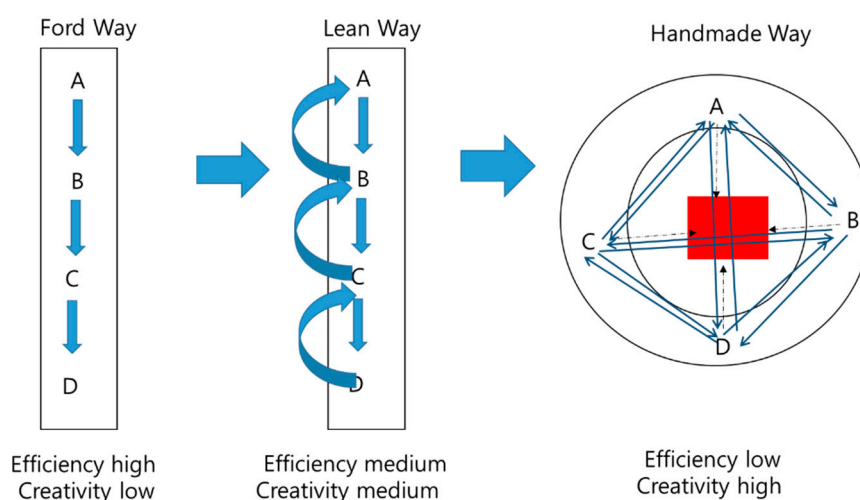 Ford Way
A
B
C
D
Efficiency high
Creativity low
Lean Way
A
B
C
D
Efficiency medium
Creativity medium
Handmade Way
A
B
C
D
Efficiency low
Creativity high